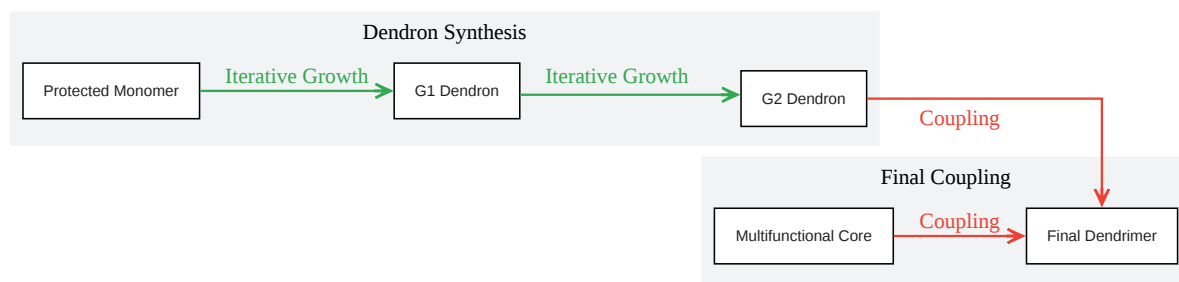 Dendron Synthesis
Protected Monomer
Iterative Growth
G1 Dendron
Iterative Growth
G2 Dendron
Coupling
Final Coupling
Multifunctional Core
Coupling
Final Dendrimer